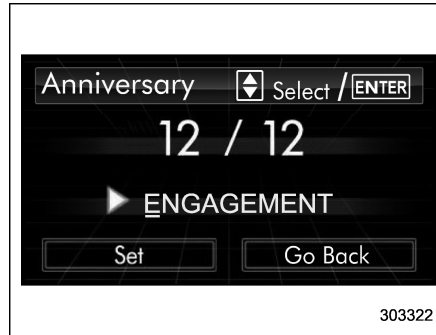 Anniversary Select / ENTER
12 / 12
ENGAGEMENT
Set Go Back
303322